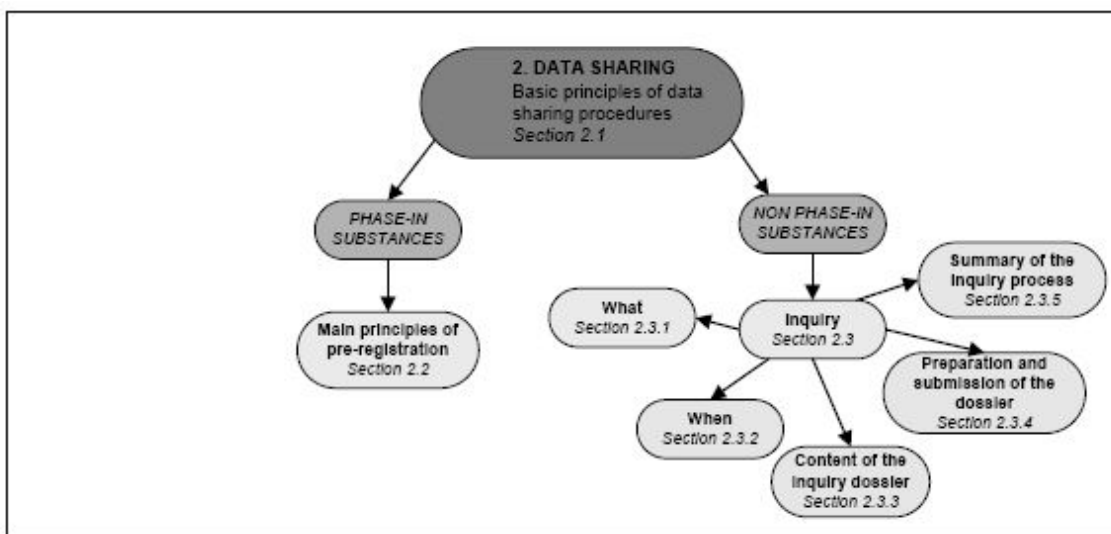 2. DATA SHARING
Basic principles of data
sharing procedures
Section 2.1
PHASE-IN
SUBSTANCES
NON PHASE-IN
SUBSTANCES
Main principles of
pre-registration
Section 2.2
What
Section 2.3.1
Inquiry
Section 2.3
Summary of the
inquiry process
Section 2.3.5
Preparation and
submission of the
dossier
Section 2.3.4
When
Section 2.3.2
Content of the
inquiry dossier
Section 2.3.3